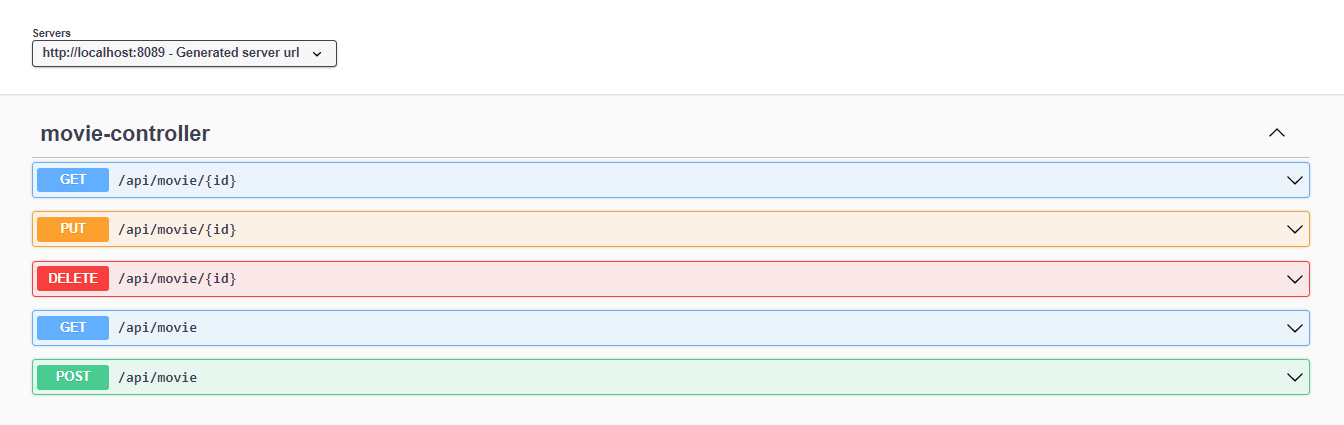 Servers
http://localhost:8089 - Generated server url
movie-controller
GET /api/movie/{id}
PUT /api/movie/{id}
DELETE /api/movie/{id}
GET /api/movie
POST /api/movie